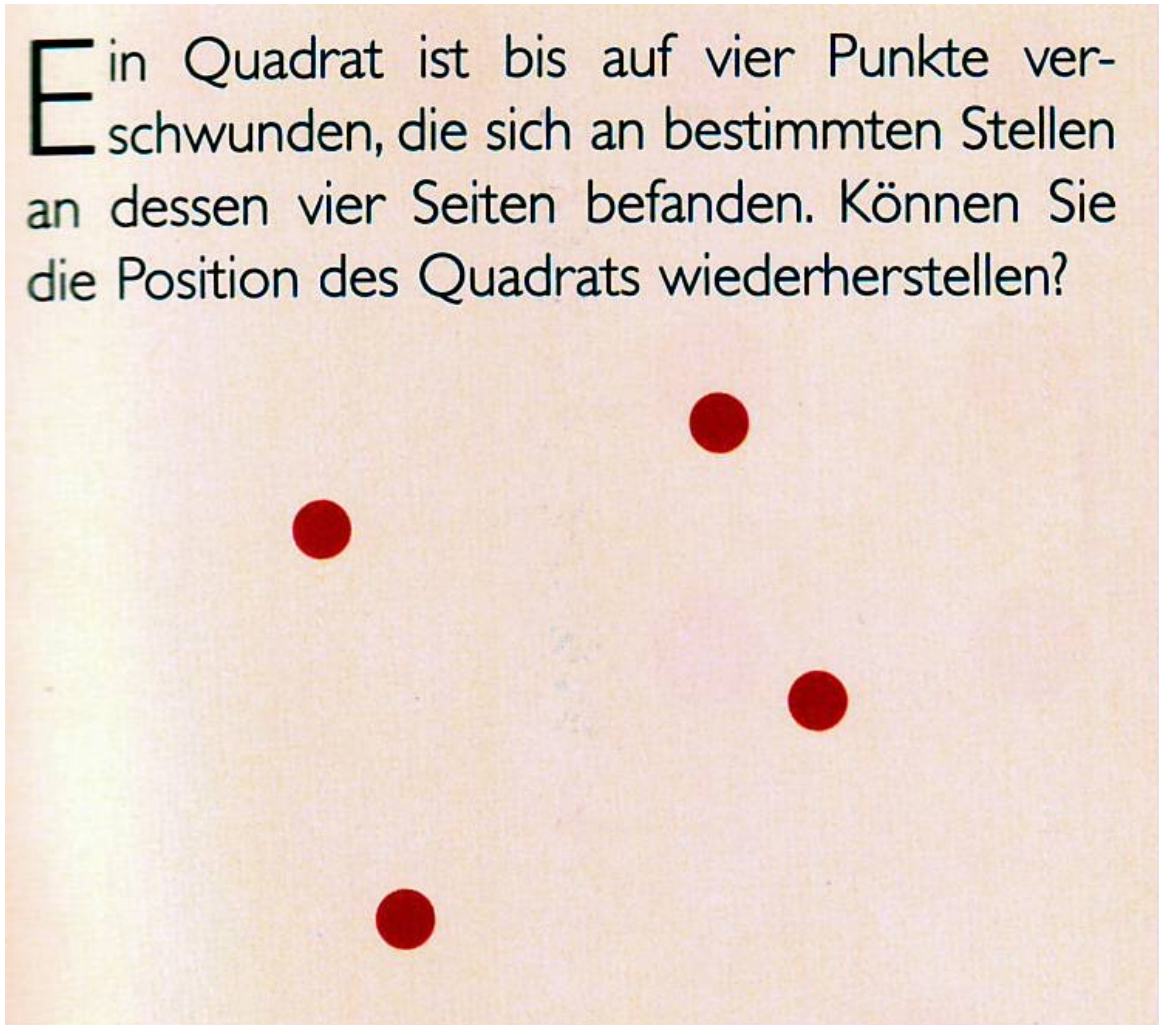 Ein Quadrat ist bis auf vier Punkte ver-
schwunden, die sich an bestimmten Stellen
an dessen vier Seiten befanden. Können Sie
die Position des Quadrats wiederherstellen?